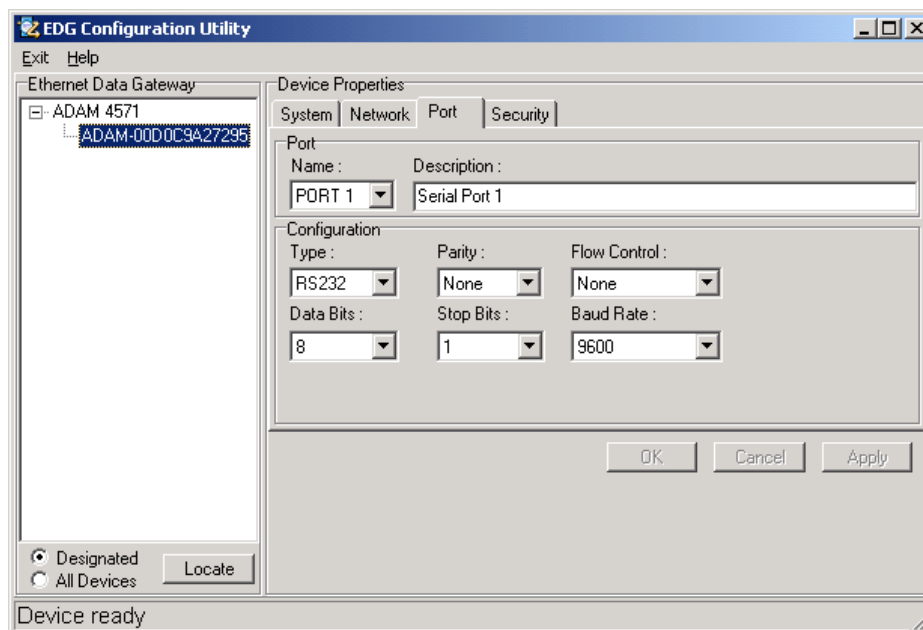 EDG Configuration Utility
Exit Help
Ethernet Data Gateway
ADAM 4571
ADAM-00D0C9A27295
Device Properties
System Network Port Security
Port
Name : Description :
PORT 1 Serial Port 1
Configuration
Type : Parity : Flow Control :
RS232 None None
Data Bits : Stop Bits : Baud Rate :
8 1 9600
OK Cancel Apply
Designated
All Devices
Locate
Device ready